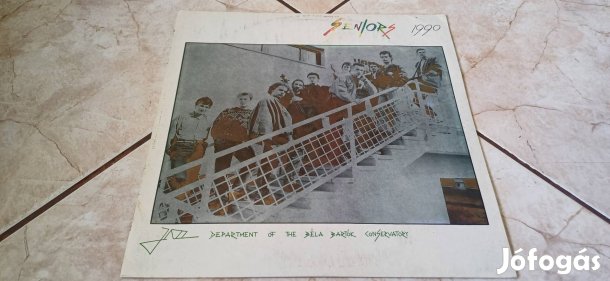 SENIORS 1990
JAZZ DEPARTMENT OF THE BÉLA BARTÓK CONSERVATORY
Jófogás